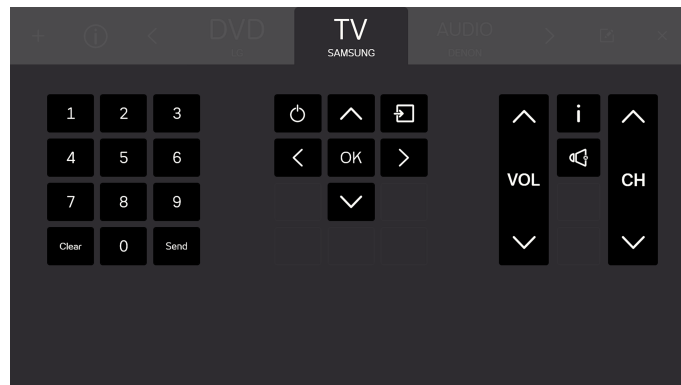 DVD
TV
AUDIO
SAMSUNG
1 2 3
4 5 6
7 8 9
Clear 0 Send
OK
i
VOL
CH